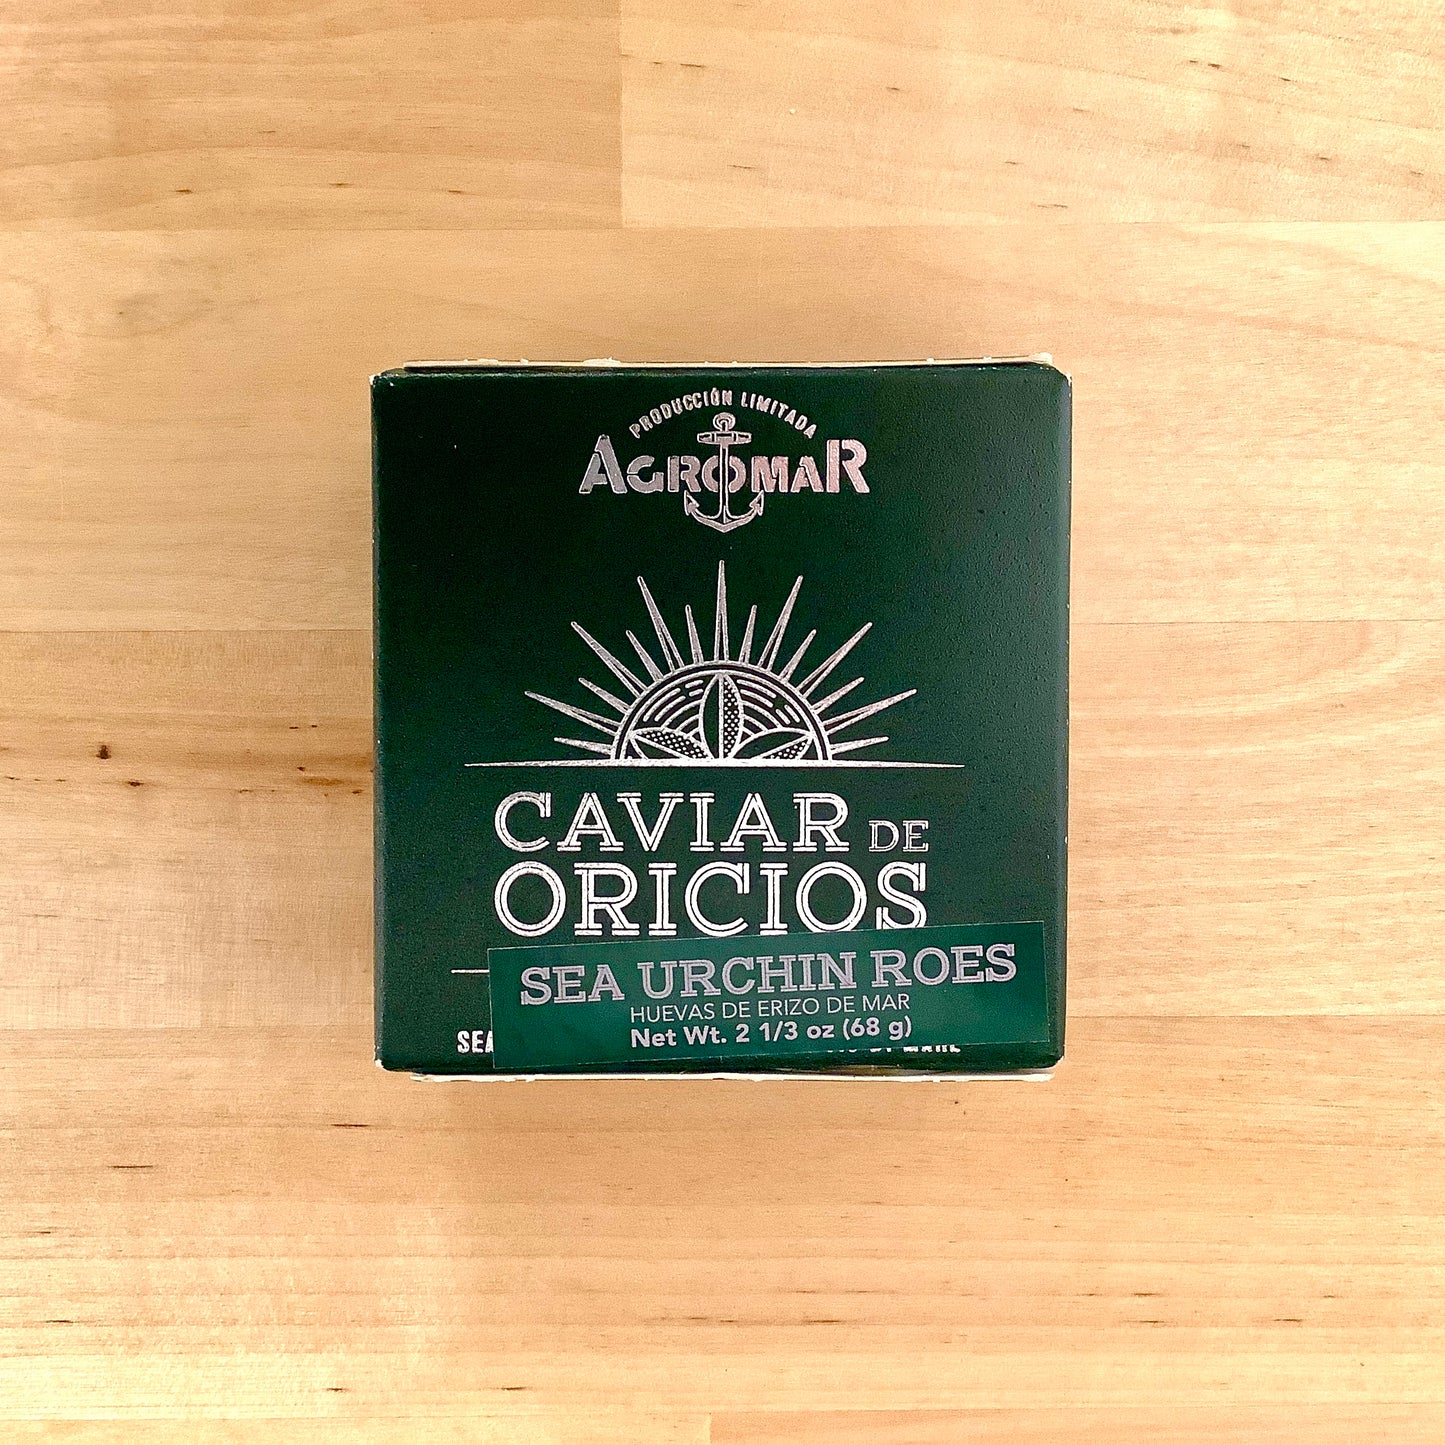 PRODUCCIÓN LIMITADA
AGROMAR
CAVIAR DE
ORICIOS
SEA URCHIN ROES
HUEVAS DE ERIZO DE MAR
Net Wt. 2 1/3 oz (68 g)